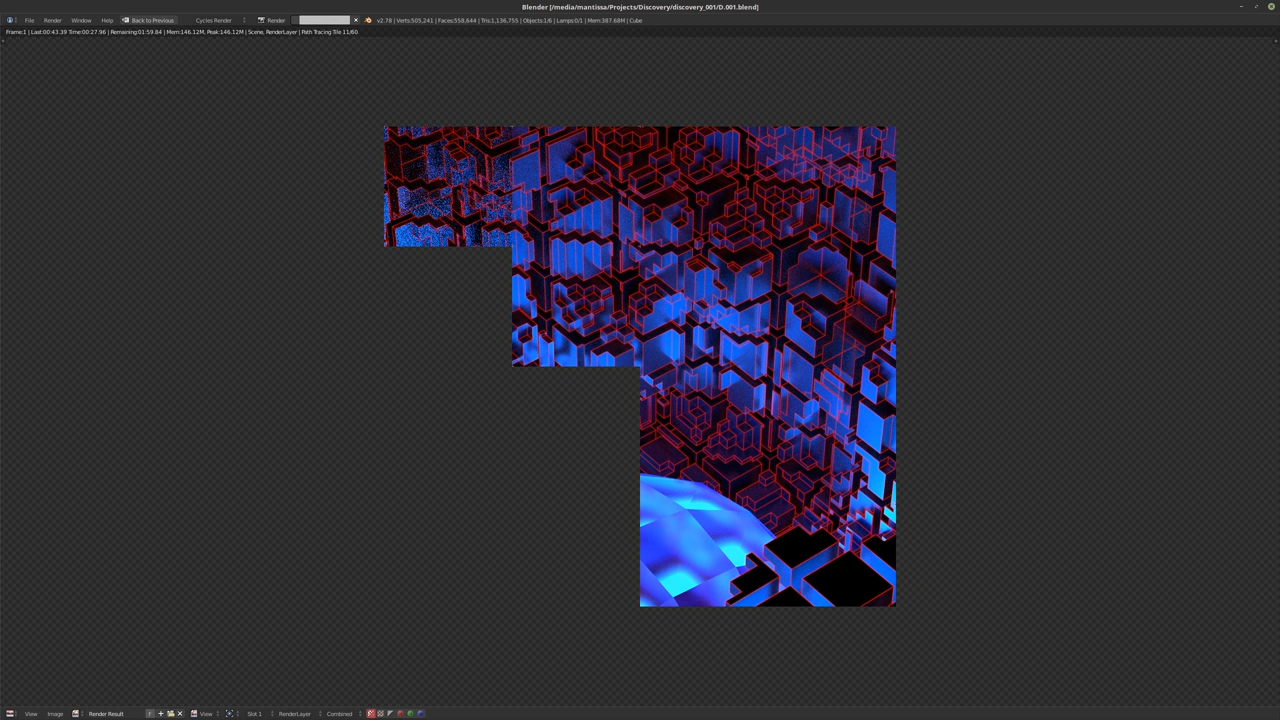 Blender [/media/mantissa/Projects/Discovery/discovery_001/D.001.blend]
File Render Window Help Back to Previous Cycles Render Render v2.78 | Verts:505,241 | Faces:558,644 | Tris:1,136,755 | Objects:1/6 | Lamps:0/1 | Mem:387.68M | Cube
Frame:1 | Last:00:43.39 Time:00:27.96 | Remaining:01:59.84 | Mem:146.12M, Peak:146.12M | Scene, RenderLayer | Path Tracing Tile 11/60
View Image Render Result F View Slot 1 RenderLayer Combined